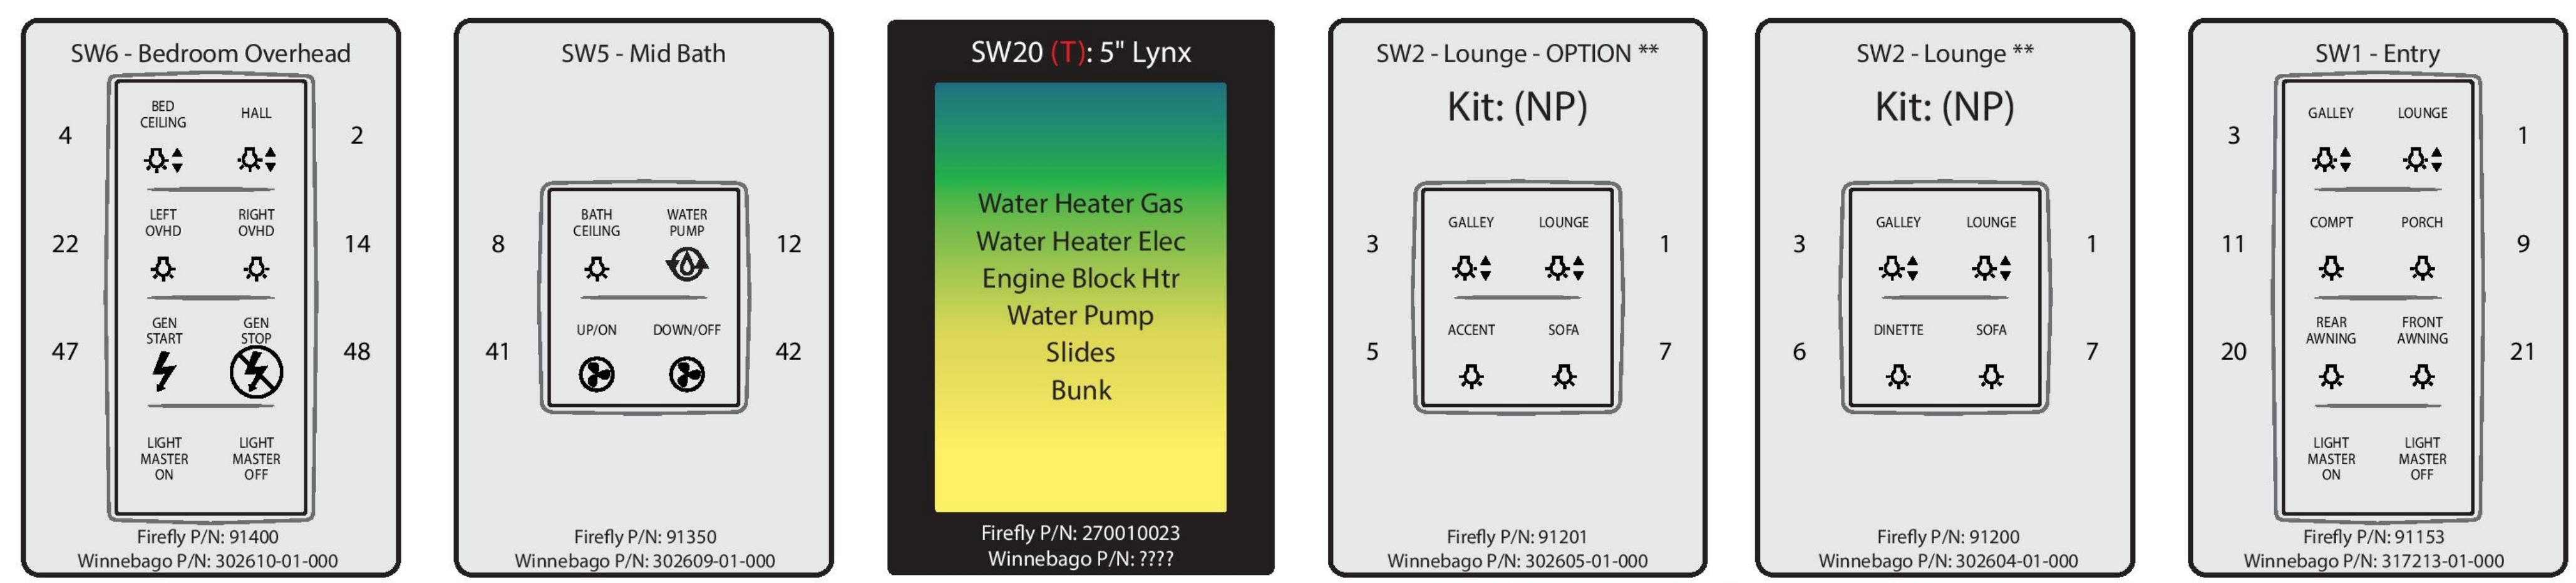 SW6 - Bedroom Overhead
BED
CEILING
HALL
4
2
LEFT
OVHD
RIGHT
OVHD
22
14
GEN
START
GEN
STOP
47
48
LIGHT
MASTER
ON
LIGHT
MASTER
OFF
Firefly P/N: 91400
Winnebago P/N: 302610-01-000
SW5 - Mid Bath
BATH
CEILING
WATER
PUMP
8
12
UP/ON
DOWN/OFF
41
42
Firefly P/N: 91350
Winnebago P/N: 302609-01-000
SW20 (T): 5" Lynx
Water Heater Gas
Water Heater Elec
Engine Block Htr
Water Pump
Slides
Bunk
Firefly P/N: 270010023
Winnebago P/N: ????
SW2 - Lounge - OPTION **
Kit: (NP)
GALLEY
LOUNGE
3
1
ACCENT
SOFA
5
7
Firefly P/N: 91201
Winnebago P/N: 302605-01-000
SW2 - Lounge **
Kit: (NP)
GALLEY
LOUNGE
3
1
DINETTE
SOFA
6
7
Firefly P/N: 91200
Winnebago P/N: 302604-01-000
SW1 - Entry
GALLEY
LOUNGE
3
1
COMPT
PORCH
11
9
REAR
AWNING
FRONT
AWNING
20
21
LIGHT
MASTER
ON
LIGHT
MASTER
OFF
Firefly P/N: 91153
Winnebago P/N: 317213-01-000